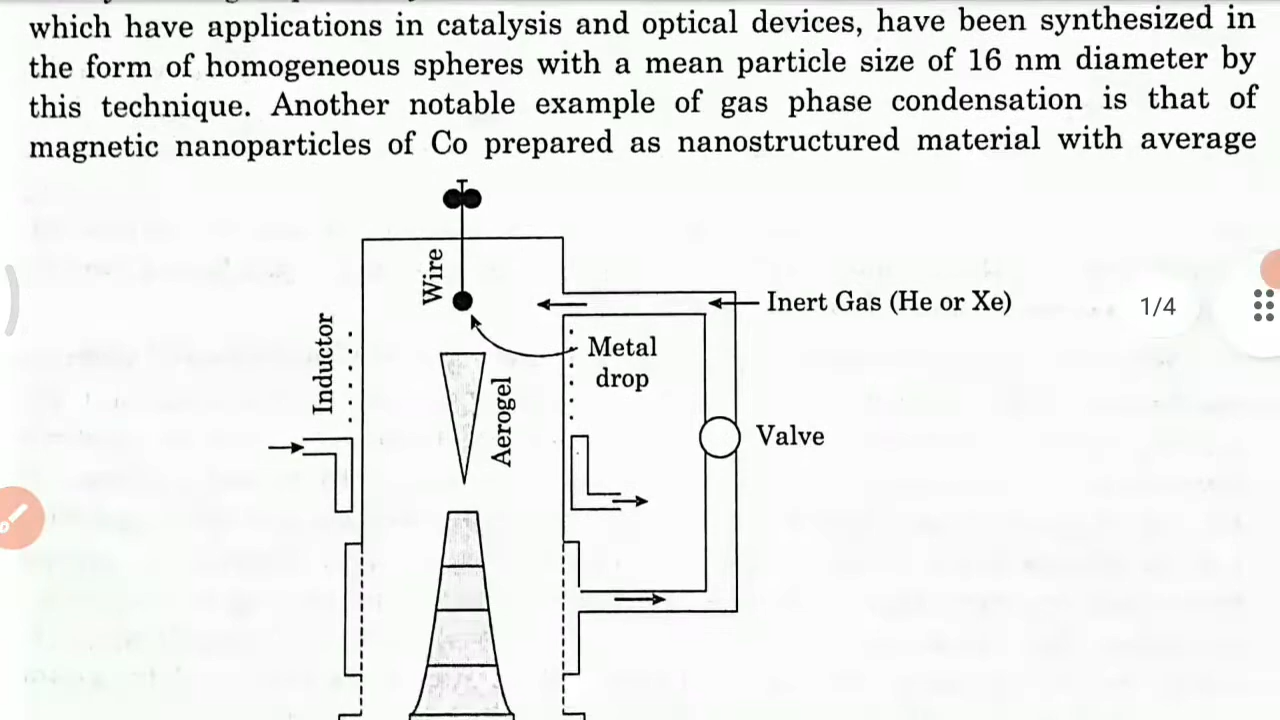 which have applications in catalysis and optical devices, have been synthesized in
the form of homogeneous spheres with a mean particle size of 16 nm diameter by
this technique. Another notable example of gas phase condensation is that of
magnetic nanoparticles of Co prepared as nanostructured material with average
Wire
Inert Gas (He or Xe)
1/4
Inductor
Metal
drop
Aerogel
Valve